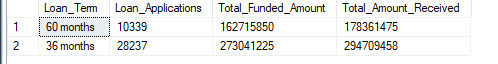 Loan_Term Loan_Applications Total_Funded_Amount Total_Amount_Received
1 60 months 10339 162715850 178361475
2 36 months 28237 273041225 294709458